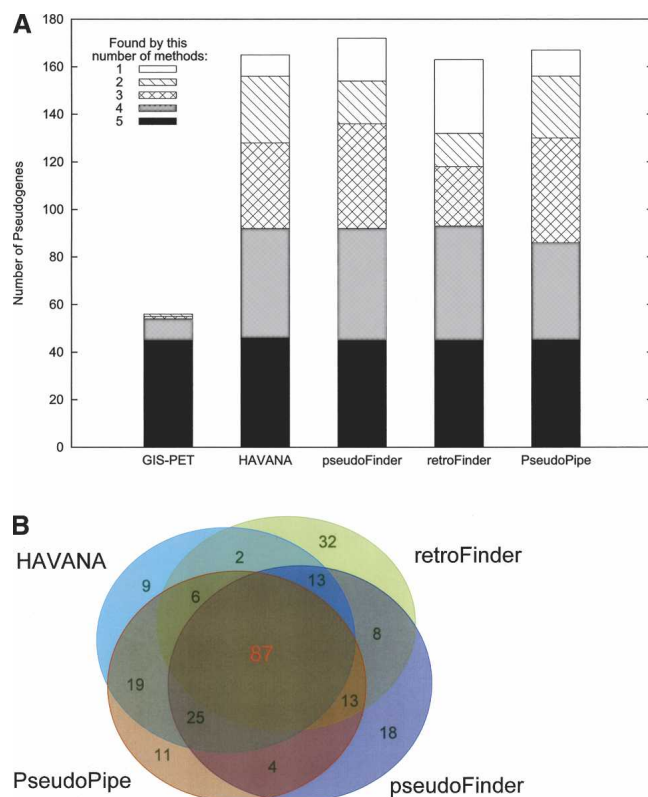 A
Found by this
number of methods:
1
2
3
4
5
180
160
140
120
100
80
60
40
20
0
Number of Pseudogenes
GIS-PET HAVANA pseudoFinder retroFinder PseudoPipe
B
HAVANA
retroFinder
32
2
9
13
6
8
87
19
13
25
18
11
4
PseudoPipe
pseudoFinder